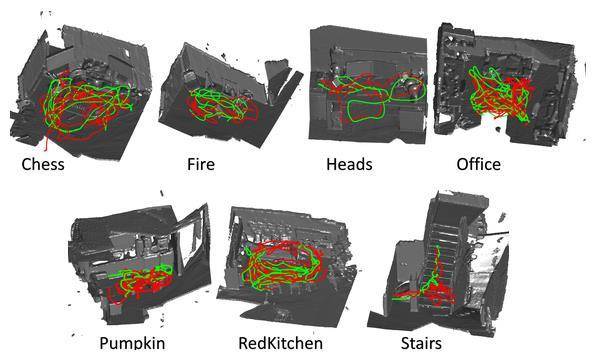 Chess
Fire
Heads
Office
Pumpkin
RedKitchen
Stairs